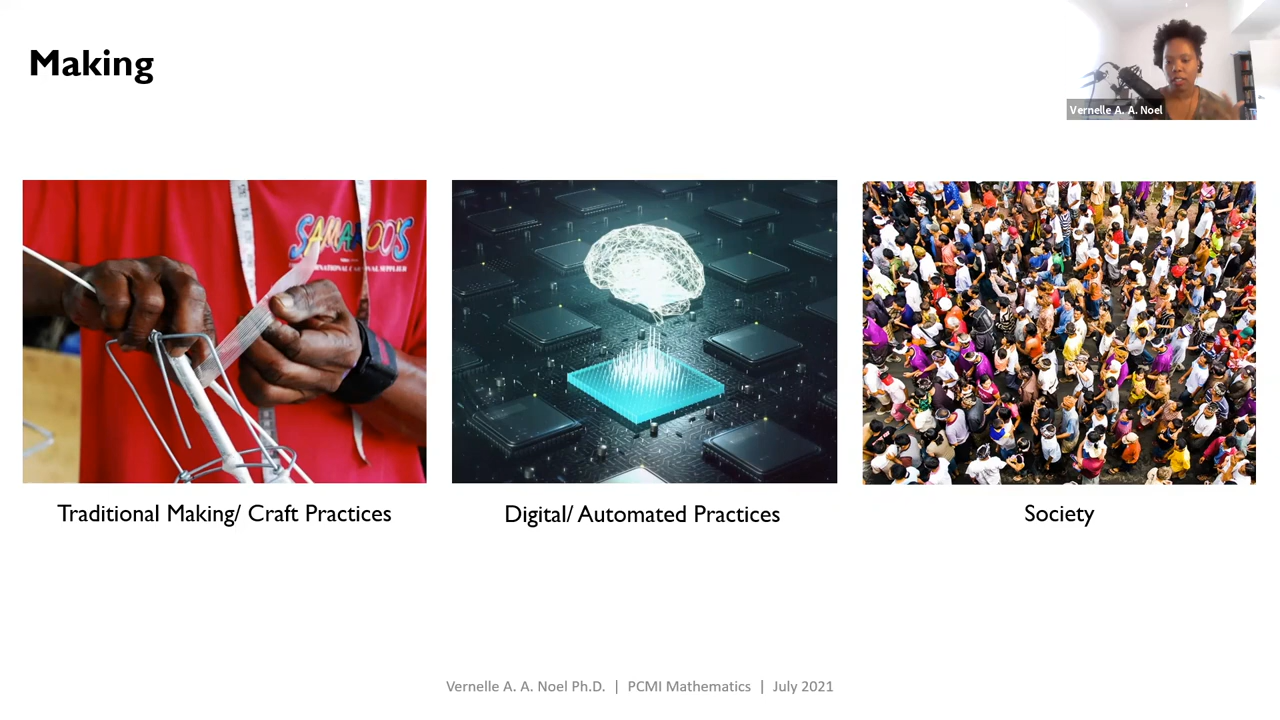 Making
Vernelle A. A. Noel
SAMAROO'S
Traditional Making/ Craft Practices
Digital/ Automated Practices
Society
Vernelle A. A. Noel Ph.D. | PCMI Mathematics | July 2021